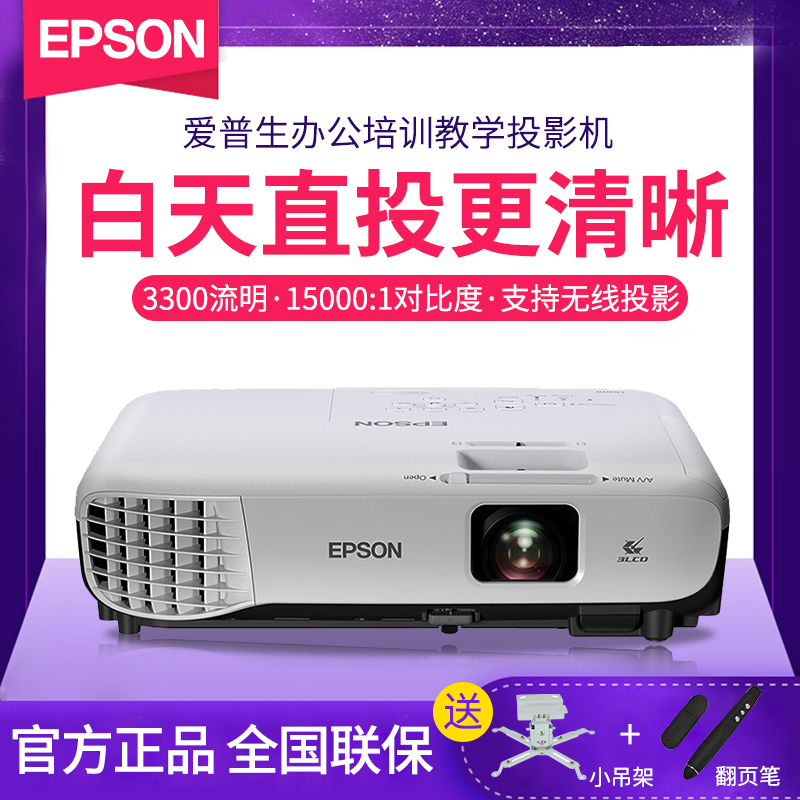 EPSON
爱普生办公培训教学投影机
白天直投更清晰
3300流明·15000:1对比度·支持无线投影
EPSON
Open
A/V Mute
EPSON
3LCD
送
官方正品 全国联保
+
小吊架
翻页笔